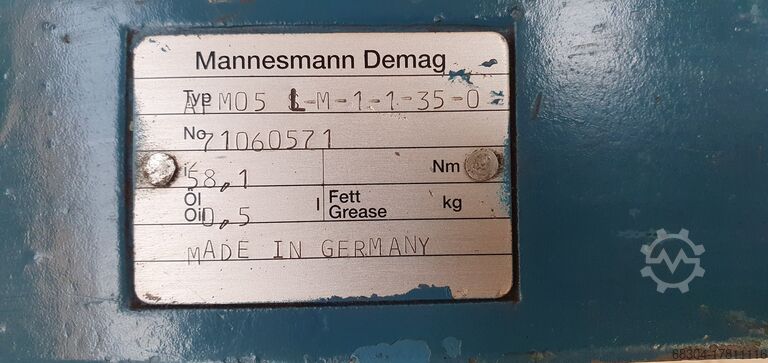 Mannesmann Demag
Type AFM05 L-M-1-1-35-0
No 71060571
i 58,1 Nm
Öl Fett
Oil 0,5 l Grease kg
MADE IN GERMANY